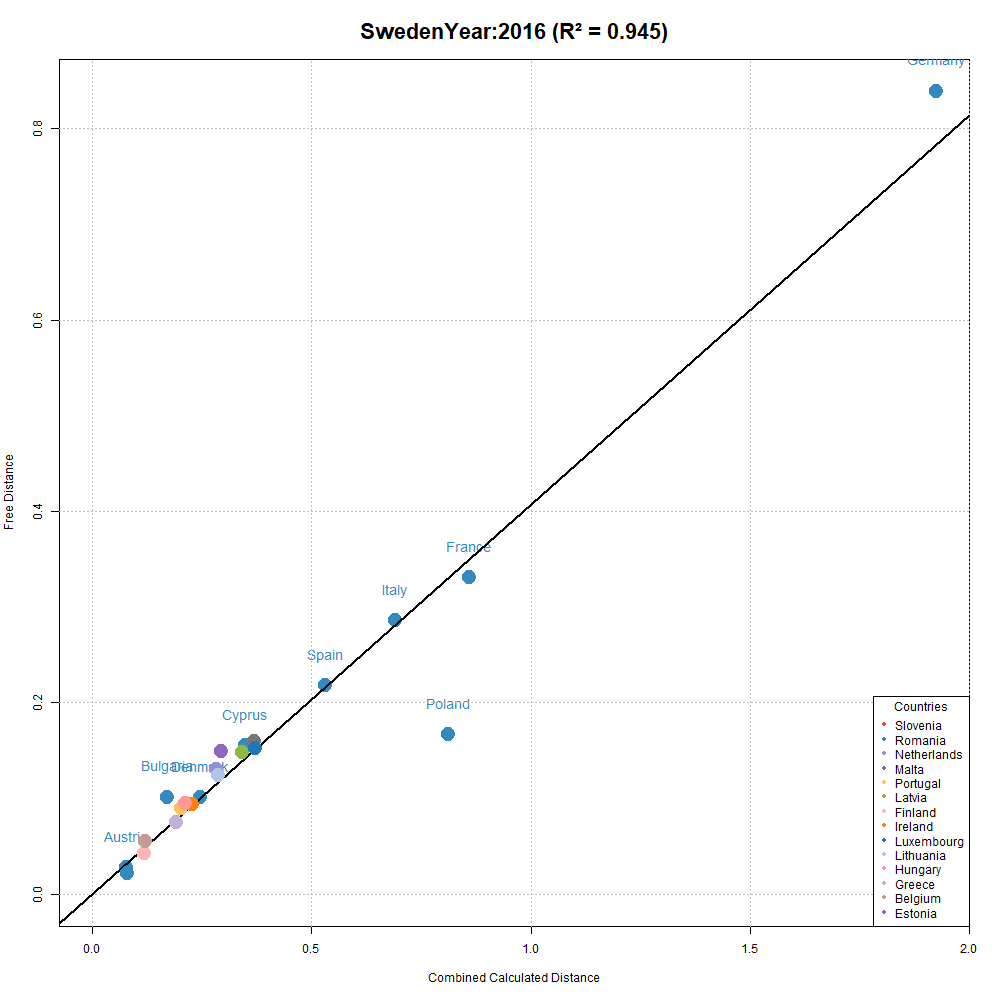 SwedenYear:2016 (R² = 0.945)
Germany
0.8
0.6
Free Distance
0.4
France
Italy
Spain
0.2
Poland
Cyprus
Bulgaria
Denmark
Austria
0.0
Countries
Slovenia
Romania
Netherlands
Malta
Portugal
Latvia
Finland
Ireland
Luxembourg
Lithuania
Hungary
Greece
Belgium
Estonia
0.0 0.5 1.0 1.5 2.0
Combined Calculated Distance